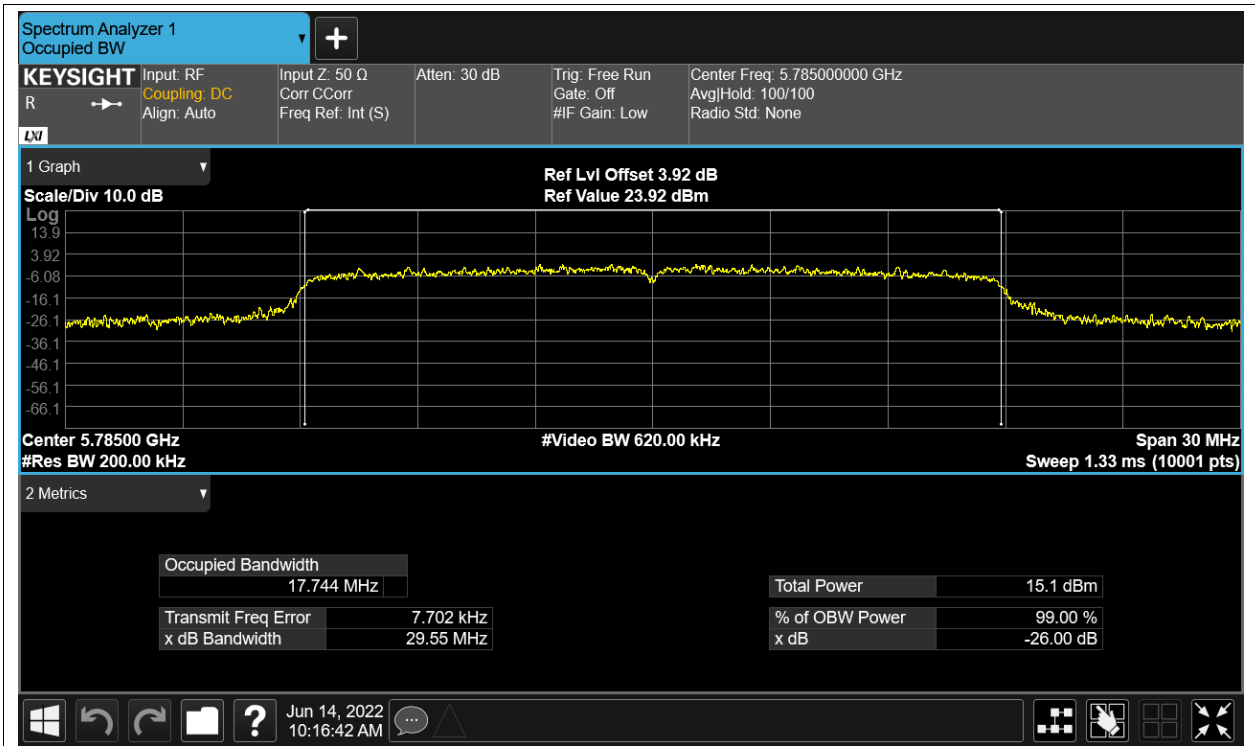 Spectrum Analyzer 1
Occupied BW
+
KEYSIGHT
R
LXI
Input: RF
Coupling: DC
Align: Auto
Input Z: 50 Ω
Corr CCorr
Freq Ref: Int (S)
Atten: 30 dB
Trig: Free Run
Gate: Off
#IF Gain: Low
Center Freq: 5.785000000 GHz
Avg|Hold: 100/100
Radio Std: None
1 Graph
Ref Lvl Offset 3.92 dB
Scale/Div 10.0 dB
Ref Value 23.92 dBm
Log
13.9
3.92
-6.08
-16.1
-26.1
-36.1
-46.1
-56.1
-66.1
Center 5.78500 GHz
#Video BW 620.00 kHz
Span 30 MHz
#Res BW 200.00 kHz
Sweep 1.33 ms (10001 pts)
2 Metrics
Occupied Bandwidth
17.744 MHz
Total Power 15.1 dBm
Transmit Freq Error 7.702 kHz
% of OBW Power 99.00 %
x dB Bandwidth 29.55 MHz
x dB -26.00 dB
?
Jun 14, 2022
10:16:42 AM